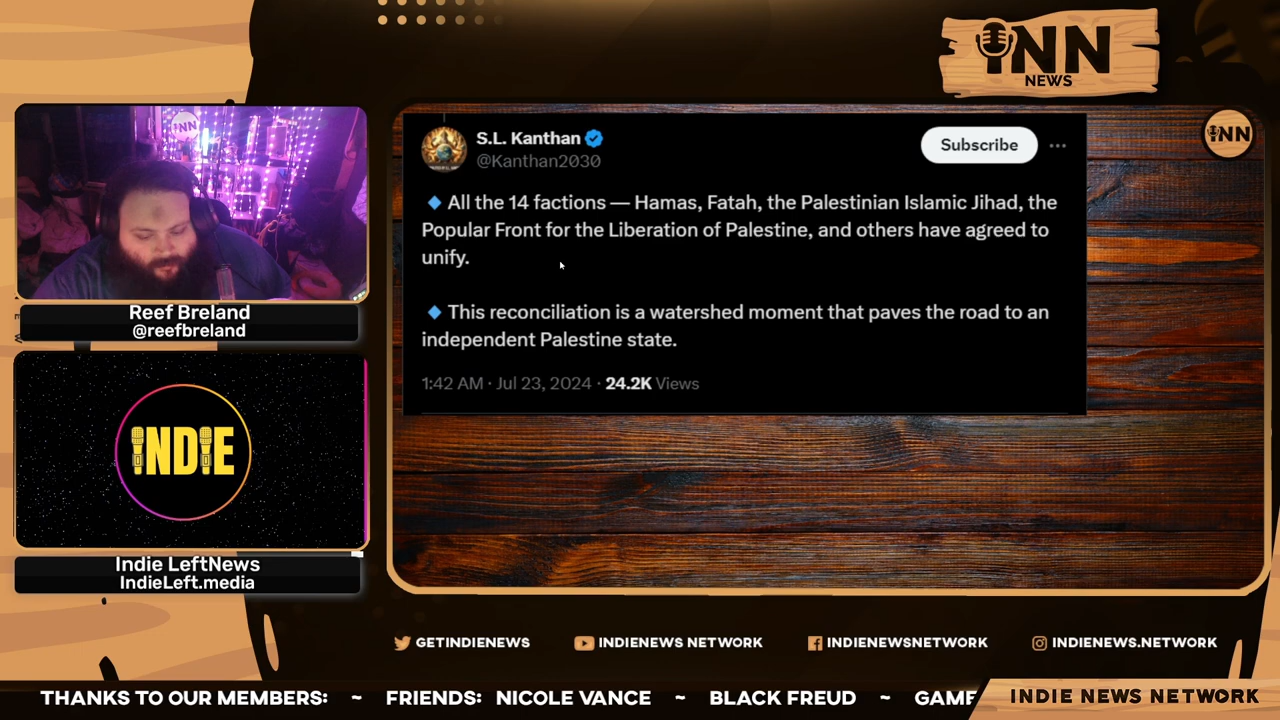 iNN
NEWS
iNN
iNN
S.L. Kanthan
@Kanthan2030
Subscribe
All the 14 factions — Hamas, Fatah, the Palestinian Islamic Jihad, the
Popular Front for the Liberation of Palestine, and others have agreed to
unify.
This reconciliation is a watershed moment that paves the road to an
independent Palestine state.
1:42 AM · Jul 23, 2024 · 24.2K Views
Reef Breland
@reefbreland
iNDiE
Indie LeftNews
IndieLeft.media
GETINDIENEWS
INDIENEWS NETWORK
INDIENEWSNETWORK
INDIENEWS.NETWORK
THANKS TO OUR MEMBERS: ~ FRIENDS: NICOLE VANCE ~ BLACK FREUD ~ GAME
INDIE NEWS NETWORK